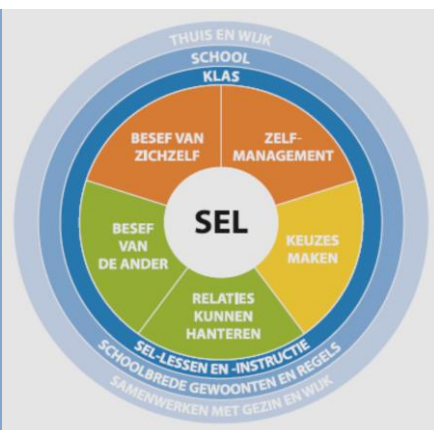 THUIS EN WIJK
SCHOOL
KLAS
BESEF VAN
ZICHZELF
ZELF-
MANAGEMENT
SEL
BESEF
VAN
DE ANDER
KEUZES
MAKEN
RELATIES
KUNNEN
HANTEREN
SEL-LESSEN EN -INSTRUCTIE
SCHOOLBREDE GEWOONTEN EN REGELS
SAMENWERKEN MET GEZIN EN WIJK